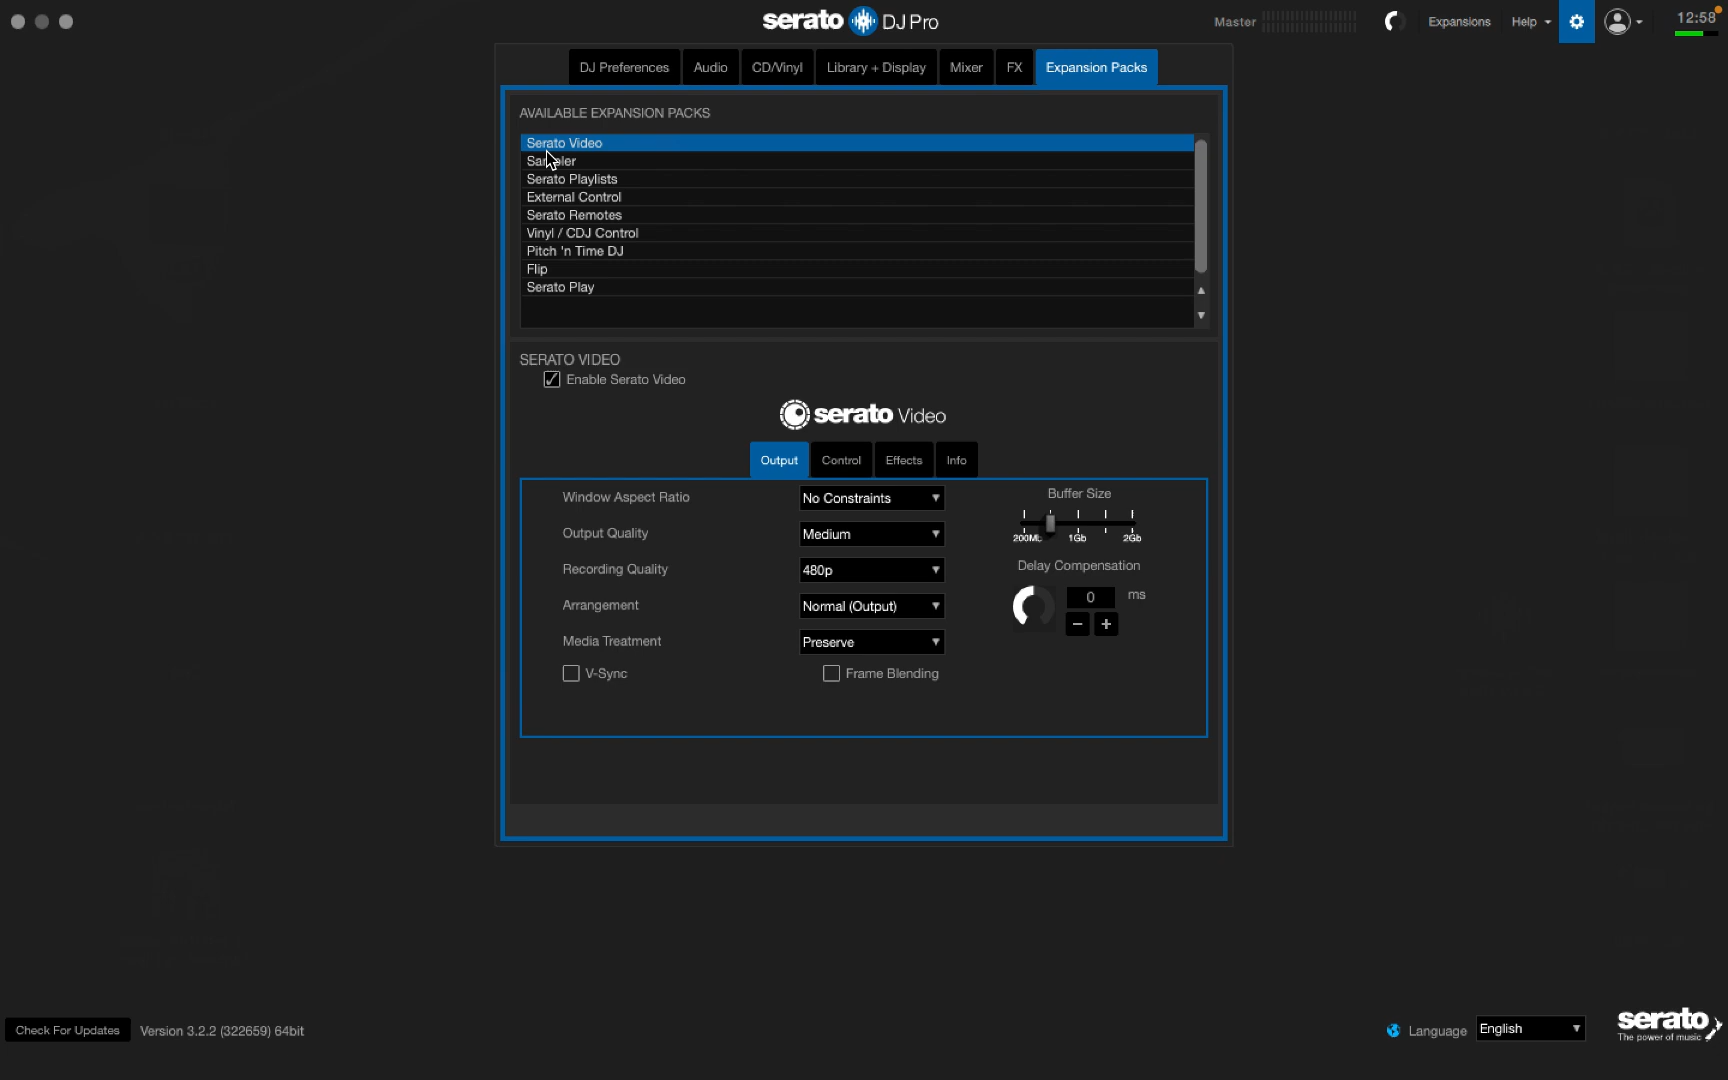 serato DJ Pro
Master
Expansions
Help
12:58
DJ Preferences
Audio
CD/Vinyl
Library + Display
Mixer
FX
Expansion Packs
AVAILABLE EXPANSION PACKS
Serato Video
Sampler
Serato Playlists
External Control
Serato Remotes
Vinyl / CDJ Control
Pitch 'n Time DJ
Flip
Serato Play
SERATO VIDEO
Enable Serato Video
serato Video
Output
Control
Effects
Info
Window Aspect Ratio
No Constraints
Buffer Size
200Mb
1Gb
2Gb
Output Quality
Medium
Recording Quality
480p
Delay Compensation
0
ms
−
+
Arrangement
Normal (Output)
Media Treatment
Preserve
V-Sync
Frame Blending
Check For Updates
Version 3.2.2 (322659) 64bit
Language
English
serato
The power of music